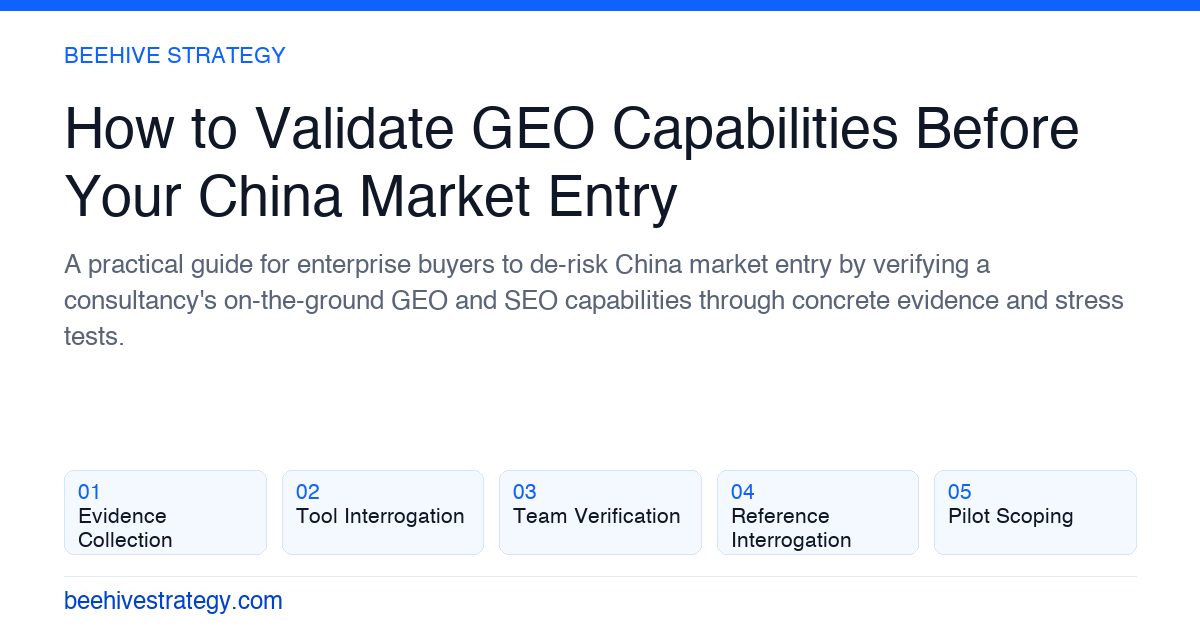 BEEHIVE STRATEGY
How to Validate GEO Capabilities Before
Your China Market Entry
A practical guide for enterprise buyers to de-risk China market entry by verifying a
consultancy's on-the-ground GEO and SEO capabilities through concrete evidence and stress
tests.
01
Evidence
Collection
02
Tool Interrogation
03
Team Verification
04
Reference
Interrogation
05
Pilot Scoping
beehivestrategy.com